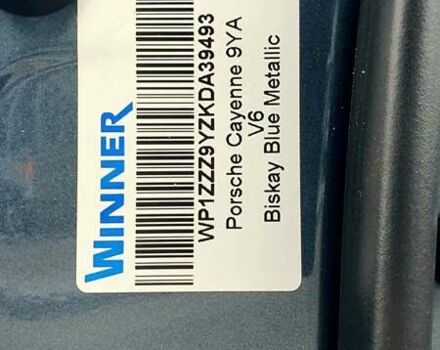 WINNER
WP1ZZZ9YZKDA39493
Porsche Cayenne 9YA
V6
Biskay Blue Metallic